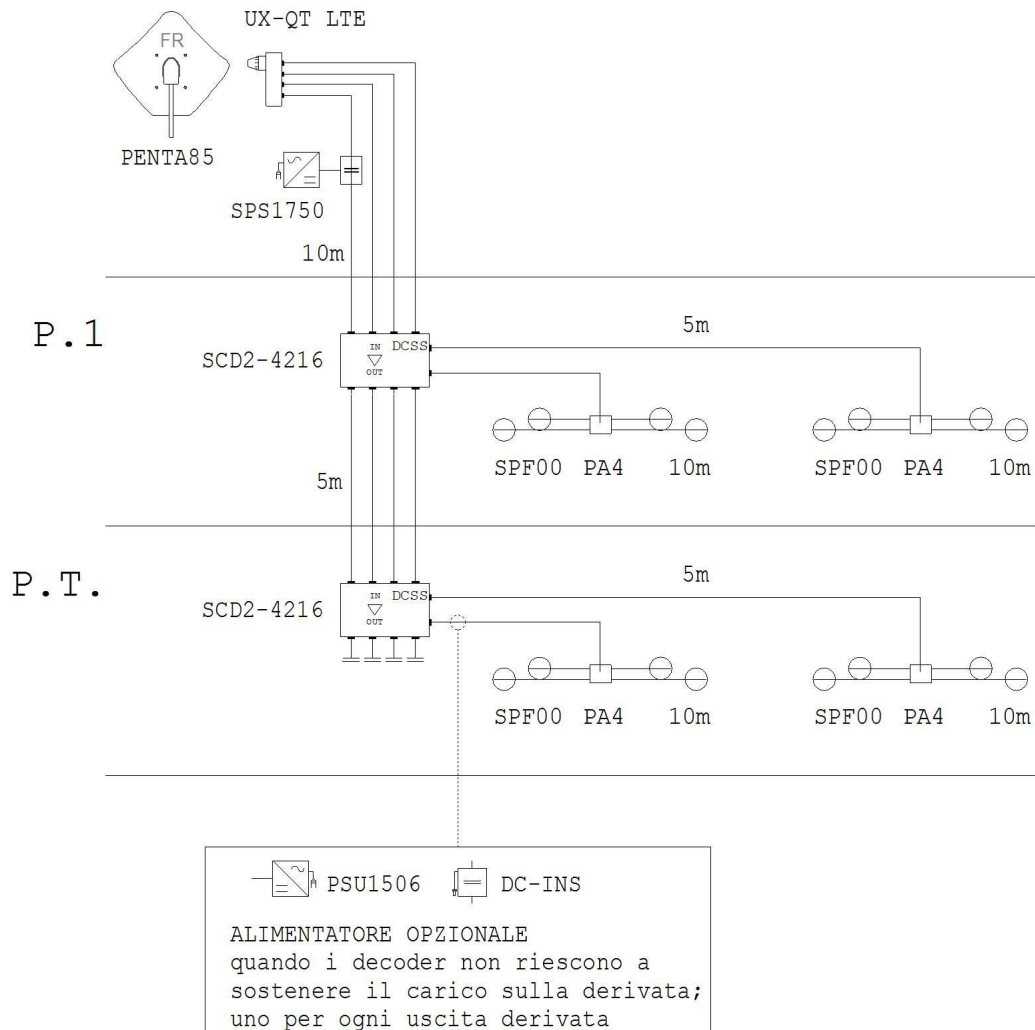 UX-QT LTE
FR
PENTA85
SPS1750
10m
P.1
5m
SCD2-4216
IN DCSS
OUT
SPF00 PA4 10m
SPF00 PA4 10m
5m
P.T.
5m
SCD2-4216
IN DCSS
OUT
SPF00 PA4 10m
SPF00 PA4 10m
PSU1506
DC-INS
ALIMENTATORE OPZIONALE
quando i decoder non riescono a
sostenere il carico sulla derivata;
uno per ogni uscita derivata